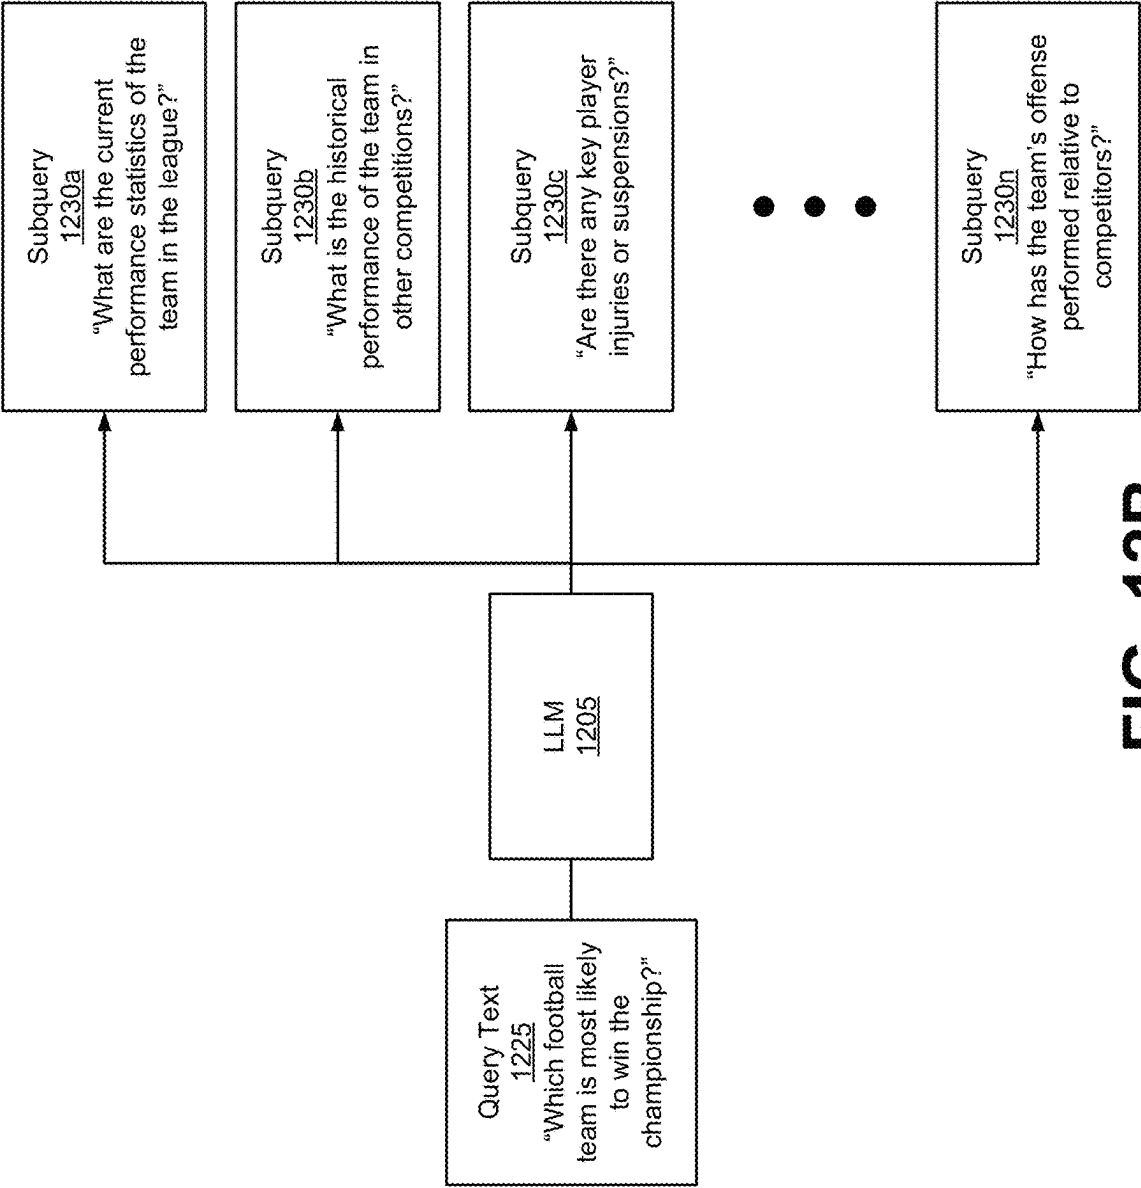 Query Text
1225
“Which football
team is most likely
to win the
championship?”
LLM
1205
Subquery
1230a
“What are the current
performance statistics of the
team in the league?”
Subquery
1230b
“What is the historical
performance of the team in
other competitions?”
Subquery
1230c
“Are there any key player
injuries or suspensions?”
Subquery
1230n
“How has the team’s offense
performed relative to
competitors?”
FIG.